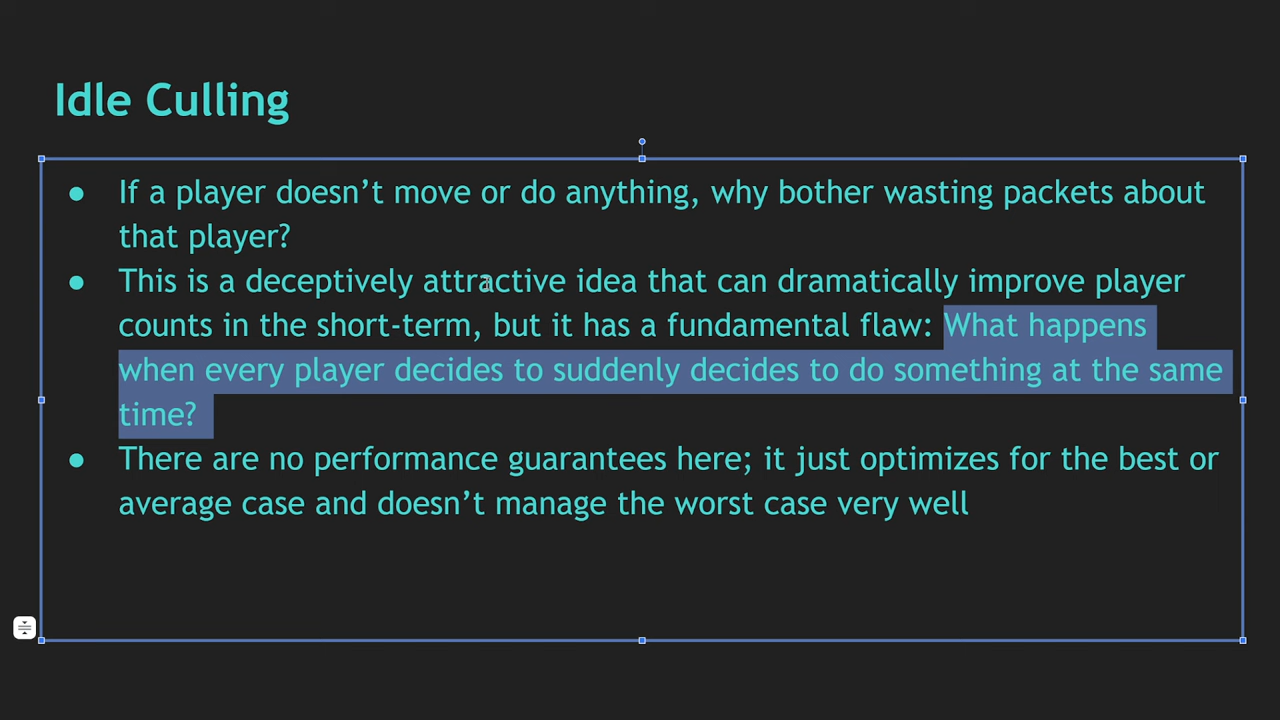 Idle Culling
● If a player doesn’t move or do anything, why bother wasting packets about
that player?
● This is a deceptively attractive idea that can dramatically improve player
counts in the short-term, but it has a fundamental flaw: What happens
when every player decides to suddenly decides to do something at the same
time?
● There are no performance guarantees here; it just optimizes for the best or
average case and doesn’t manage the worst case very well